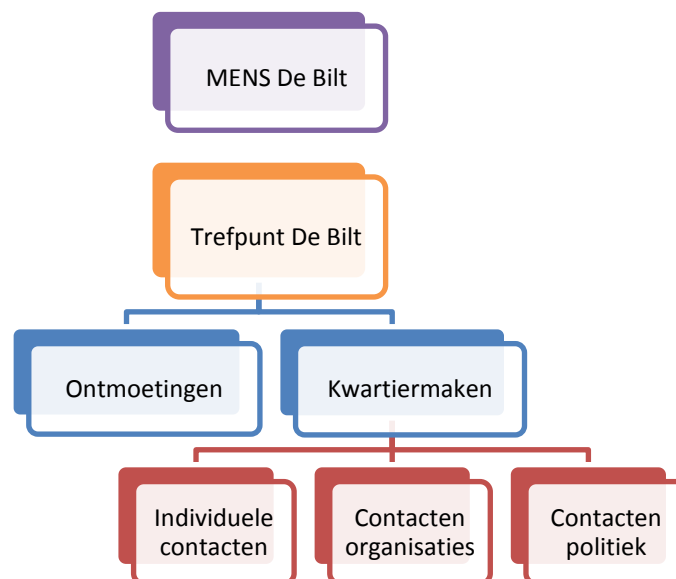 MENS De Bilt
Trefpunt De Bilt
Ontmoetingen
Kwartiermaken
Individuele
contacten
Contacten
organisaties
Contacten
politiek